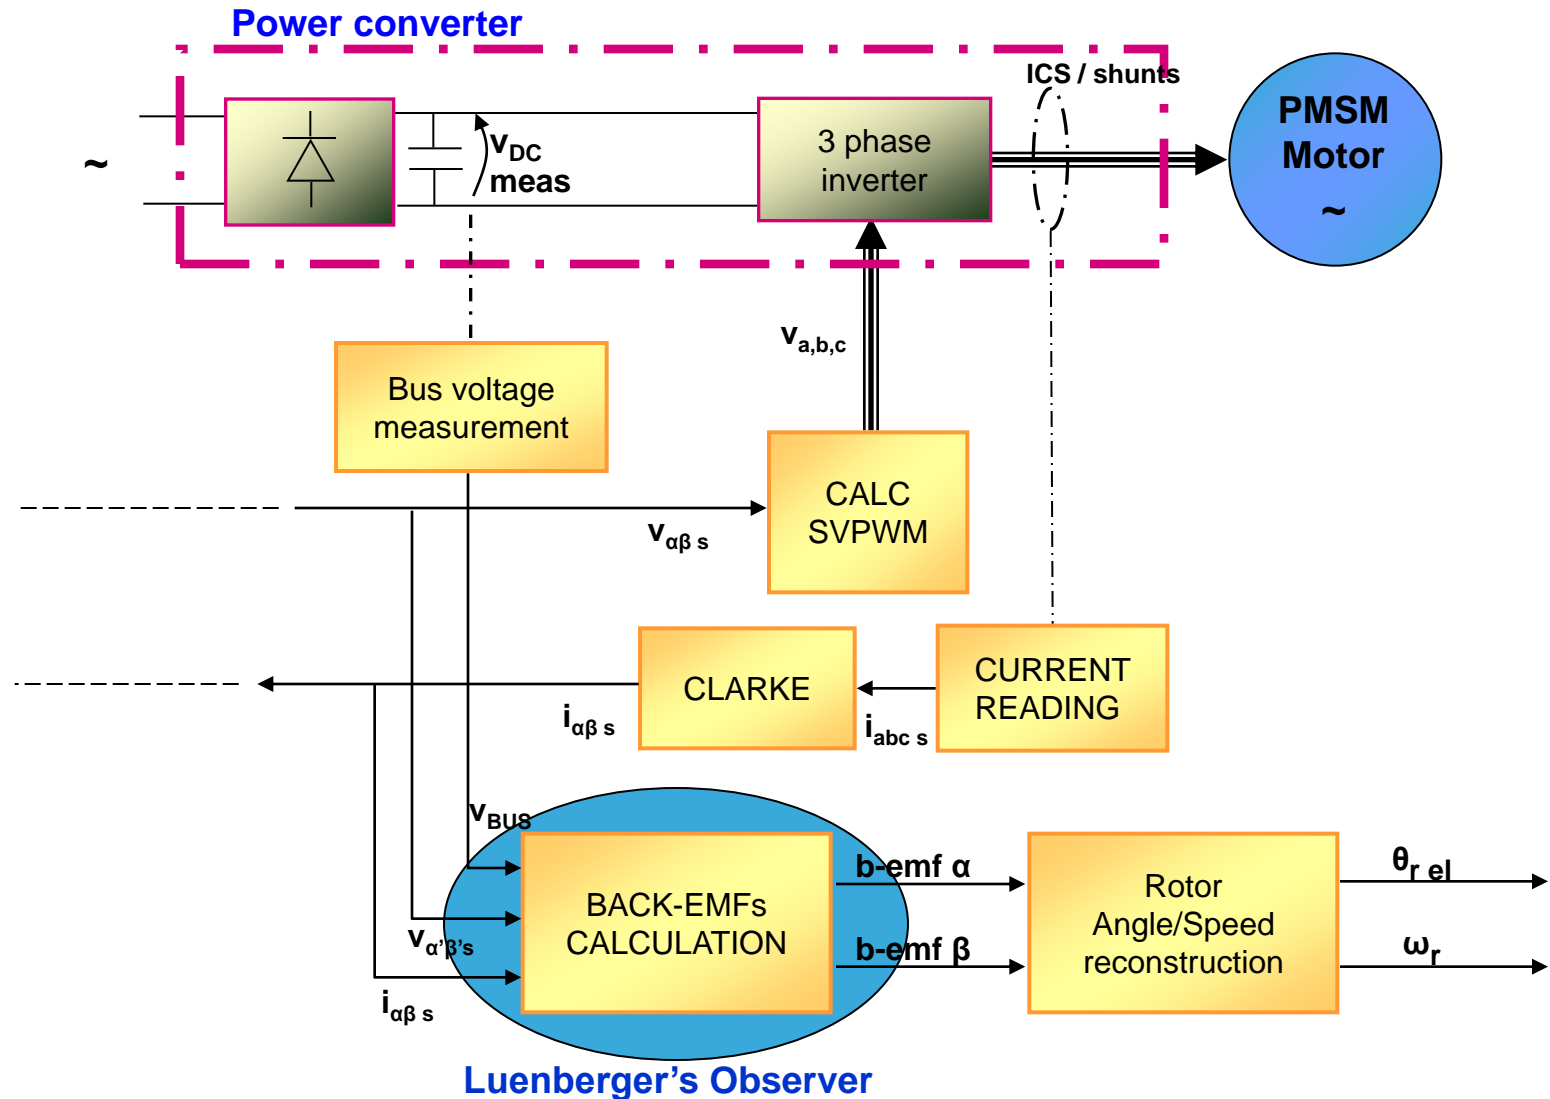 Power converter
ICS / shunts
~
vDC
meas
3 phase
inverter
PMSM
Motor
~
va,b,c
Bus voltage
measurement
CALC
SVPWM
vαβ s
CLARKE
CURRENT
READING
iαβ s
iabc s
vBUS
BACK-EMFs
CALCULATION
vα’β’s
iαβ s
b-emf α
b-emf β
Rotor
Angle/Speed
reconstruction
θr el
ωr
Luenberger’s Observer